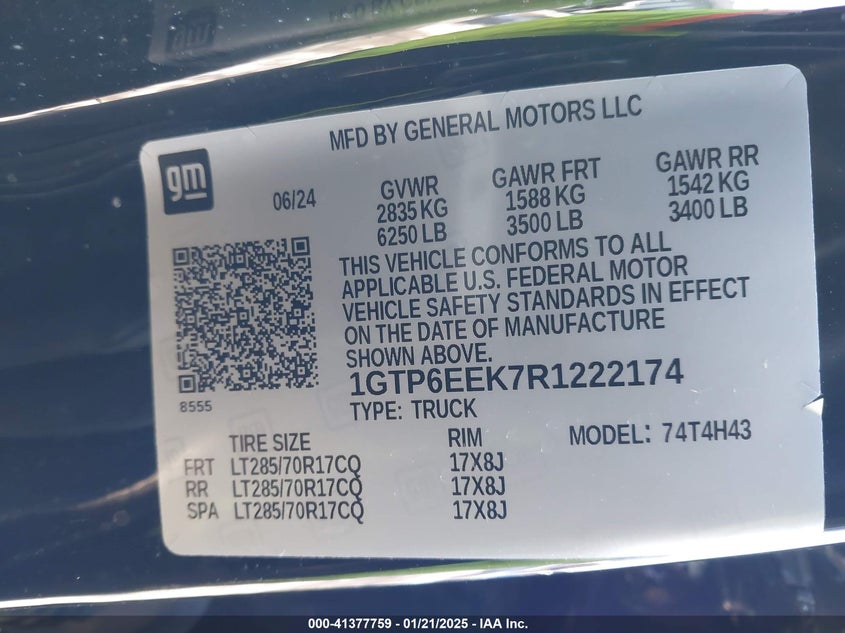 MFD BY GENERAL MOTORS LLC
gm
06/24
GVWR
2835 KG
6250 LB
GAWR FRT
1588 KG
3500 LB
GAWR RR
1542 KG
3400 LB
THIS VEHICLE CONFORMS TO ALL
APPLICABLE U.S. FEDERAL MOTOR
VEHICLE SAFETY STANDARDS IN EFFECT
ON THE DATE OF MANUFACTURE
SHOWN ABOVE.
1GTP6EEK7R1222174
8555
TYPE: TRUCK
TIRE SIZE RIM MODEL: 74T4H43
FRT LT285/70R17CQ 17X8J
RR LT285/70R17CQ 17X8J
SPA LT285/70R17CQ 17X8J
000-41377759 - 01/21/2025 - IAA Inc.